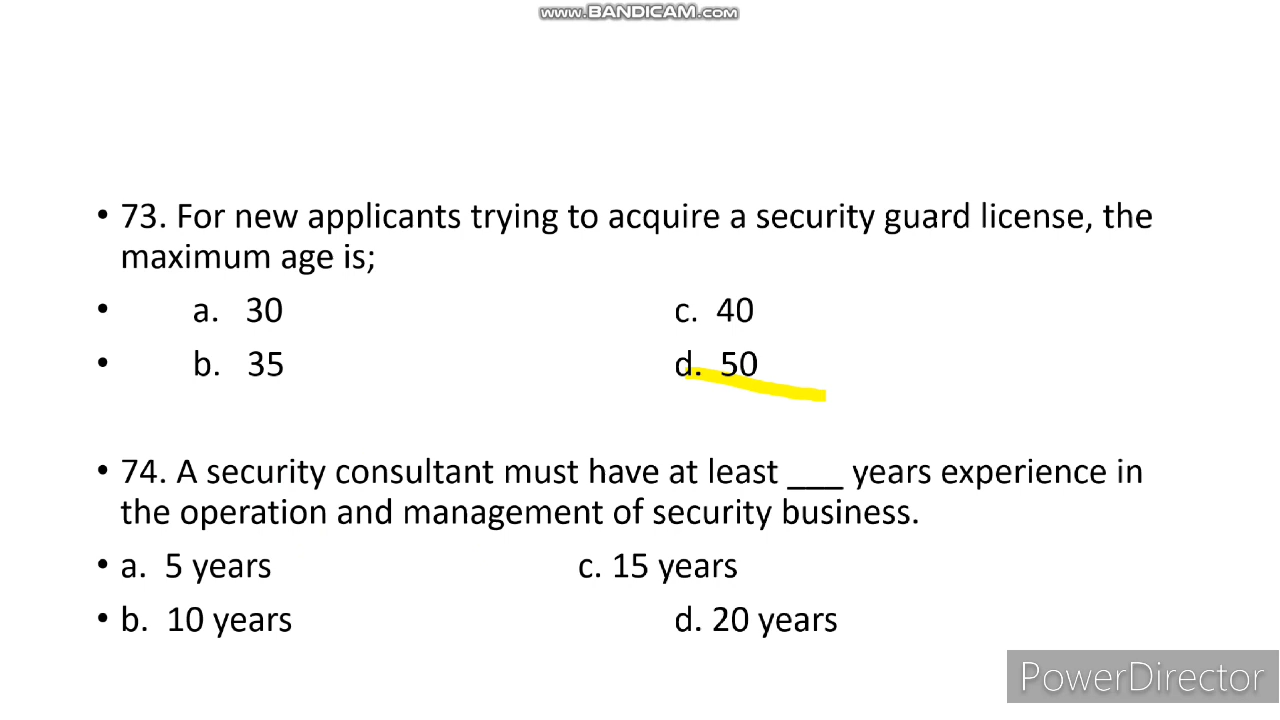 www.BANDICAM.com
• 73. For new applicants trying to acquire a security guard license, the
maximum age is;
• a. 30 c. 40
• b. 35 d. 50
• 74. A security consultant must have at least ___ years experience in
the operation and management of security business.
• a. 5 years c. 15 years
• b. 10 years d. 20 years
PowerDirector